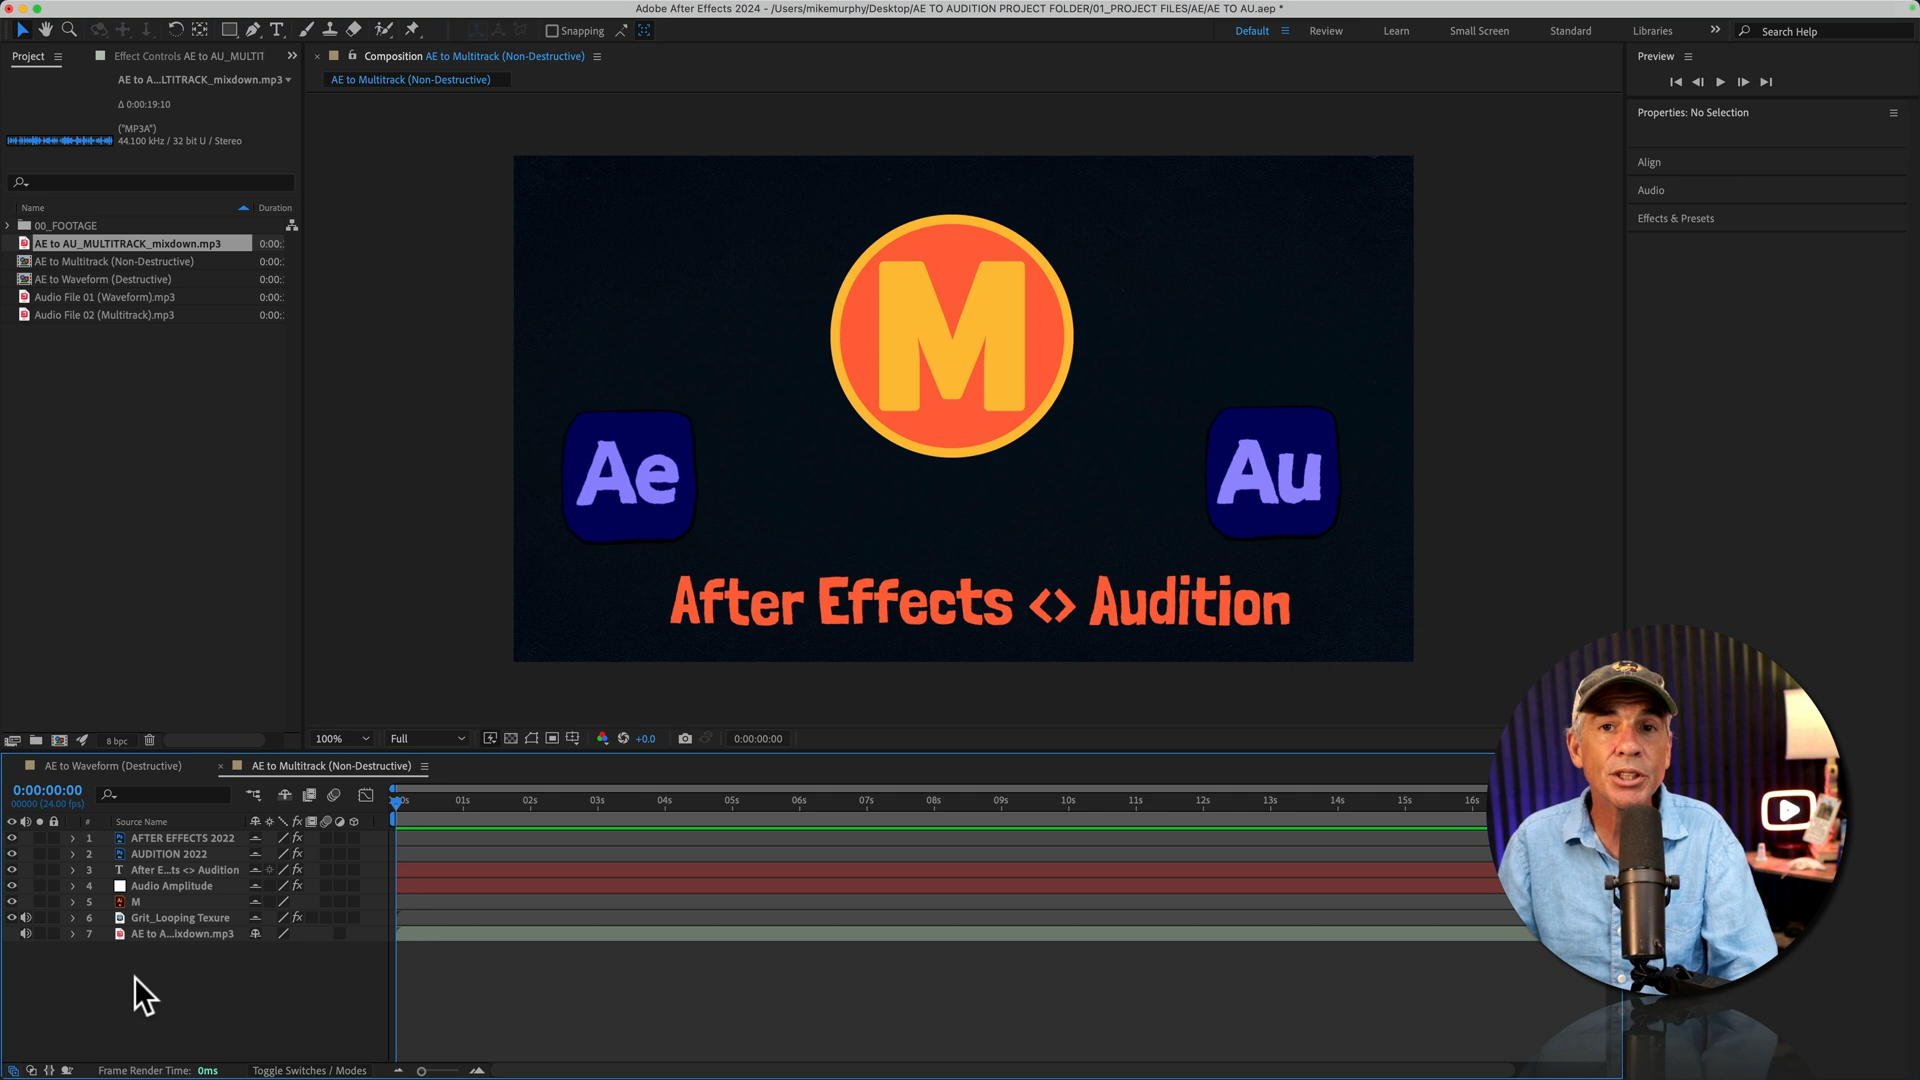 Adobe After Effects 2024 - /Users/mikemurphy/Desktop/AE TO AUDITION PROJECT FOLDER/01_PROJECT FILES/AE/AE TO AU.aep *
Snapping
Default
Review
Learn
Small Screen
Standard
Libraries
Search Help
Project
Effect Controls AE to AU_MULTIT
Composition AE to Multitrack (Non-Destructive)
Preview
AE to A...LTITRACK_mixdown.mp3
AE to Multitrack (Non-Destructive)
Δ 0:00:19:10
("MP3A")
44.100 kHz / 32 bit U / Stereo
Properties: No Selection
Align
Audio
Effects & Presets
Name
Duration
00_FOOTAGE
AE to AU_MULTITRACK_mixdown.mp3 0:00:
AE to Multitrack (Non-Destructive) 0:00:
AE to Waveform (Destructive) 0:00:
Audio File 01 (Waveform).mp3 0:00:
Audio File 02 (Multitrack).mp3 0:00:
M
Ae
Au
After Effects <> Audition
8 bpc
100%
Full
+0.0
0:00:00:00
AE to Waveform (Destructive)
AE to Multitrack (Non-Destructive)
0:00:00:00
00000 (24.00 fps)
01s 02s 03s 04s 05s 06s 07s 08s 09s 10s 11s 12s 13s 14s 15s 16s
# Source Name
1 AFTER EFFECTS 2022
2 AUDITION 2022
3 After E...ts <> Audition
4 Audio Amplitude
5 M
6 Grit_Looping Texure
7 AE to A...ixdown.mp3
Frame Render Time: 0ms
Toggle Switches / Modes